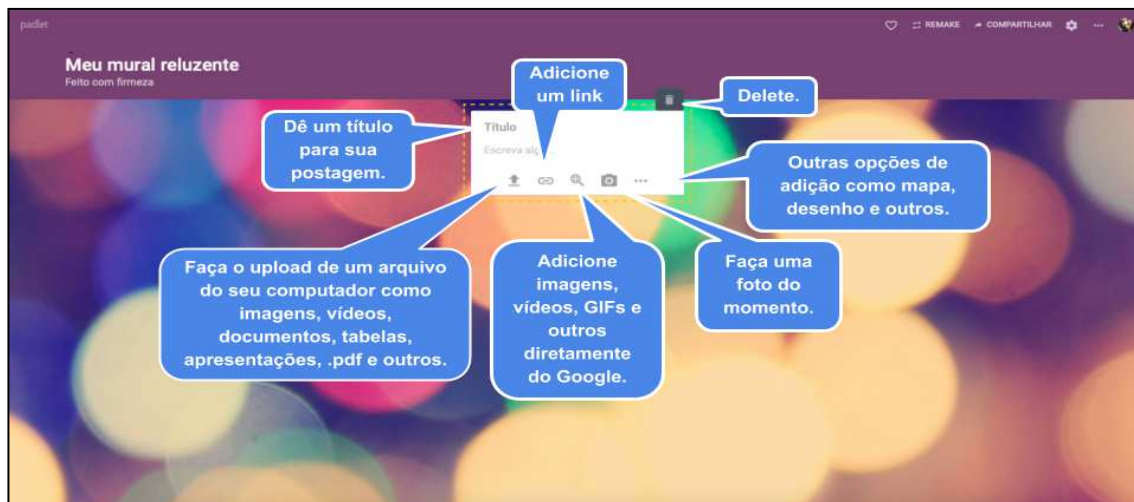 padlet
REMAKE
COMPARTILHAR
Meu mural reluzente
Feito com firmeza
Adicione
um link
Delete.
Dê um título
para sua
postagem.
Título
Escreva
Outras opções de
adição como mapa,
desenho e outros.
Faça o upload de um arquivo
do seu computador como
imagens, vídeos,
documentos, tabelas,
apresentações, .pdf e outros.
Adicione
imagens,
vídeos, GIFs e
outros
diretamente
do Google.
Faça uma
foto do
momento.